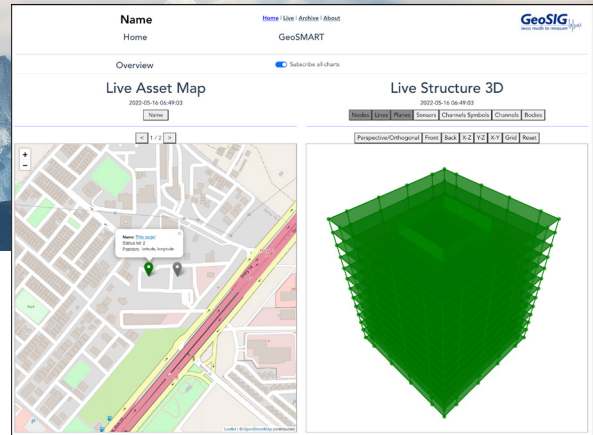 Name
Home | Live | Archive | About
GeoSIG
swiss made to measure
Home
GeoSMART
Overview
Subscribe all charts
Live Asset Map
2022-05-16 06:49:03
Name
< 1 / 2 >
Live Structure 3D
2022-05-16 06:49:03
Nodes Lines Planes Sensors Channels Symbols Channels Bodies
Perspective/Orthogonal Front Back X-Z Y-Z X-Y Grid Reset
+
−
Name: This page!
Status lvl: 2
Position: latitude, longitude
Park
P
Leaflet | © OpenStreetMap contributors